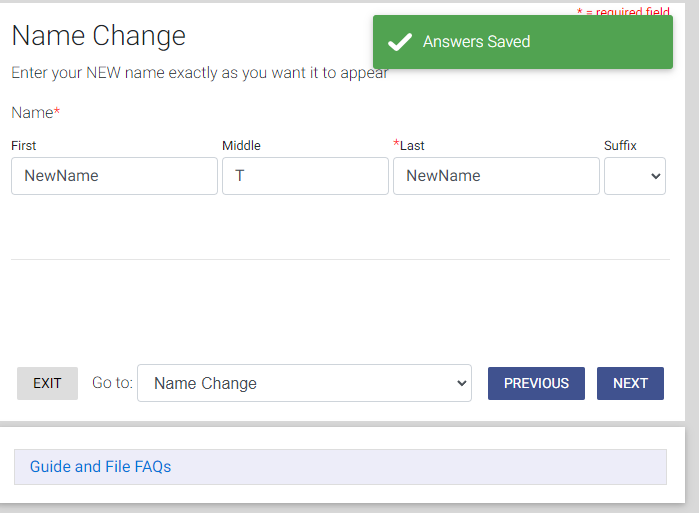 * = required field
Name Change
Answers Saved
Enter your NEW name exactly as you want it to appear
Name*
First Middle *Last Suffix
NewName T NewName
EXIT Go to: Name Change PREVIOUS NEXT
Guide and File FAQs